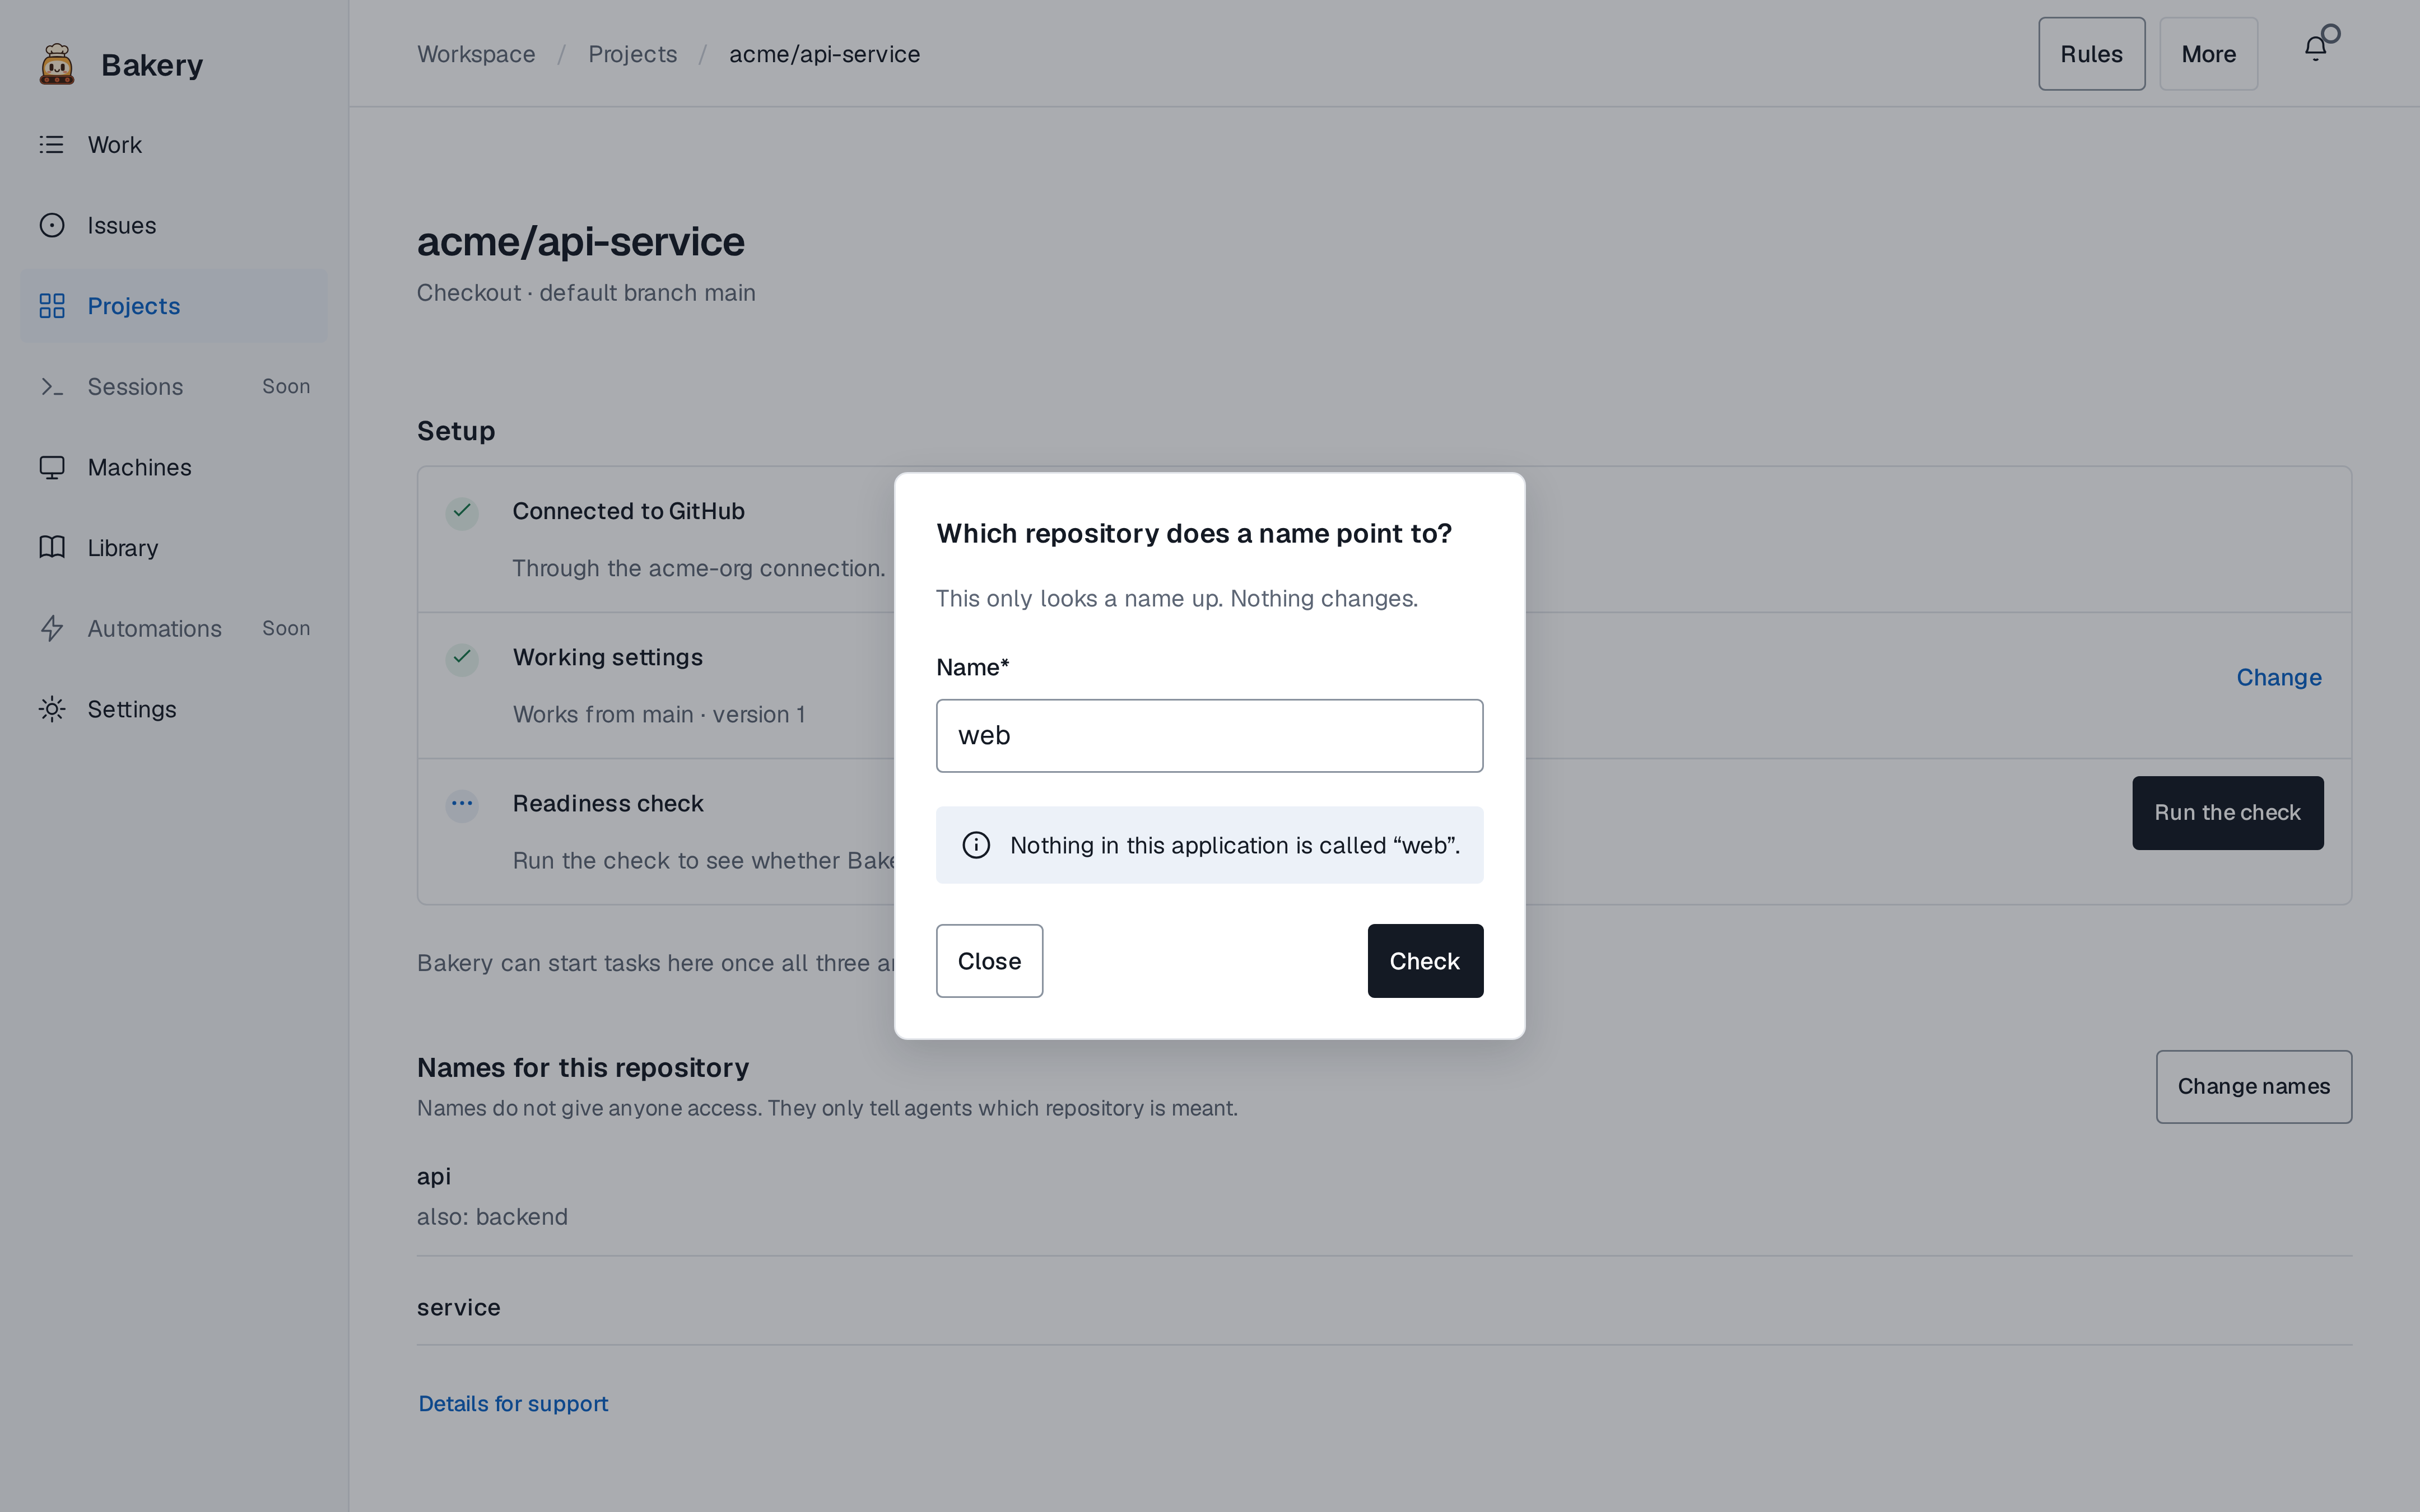 Bakery
Work
Issues
Projects
Sessions Soon
Machines
Library
Automations Soon
Settings
Workspace / Projects / acme/api-service
Rules
More
acme/api-service
Checkout · default branch main
Setup
Connected to GitHub
Through the acme-org connection.
Working settings
Works from main · version 1
Change
Readiness check
Run the check to see whether
Run the check
Bakery can start tasks here once all three
Which repository does a name point to?
This only looks a name up. Nothing changes.
Name*
web
Nothing in this application is called “web”.
Close
Check
Names for this repository
Names do not give anyone access. They only tell agents which repository is meant.
Change names
api
also: backend
service
Details for support